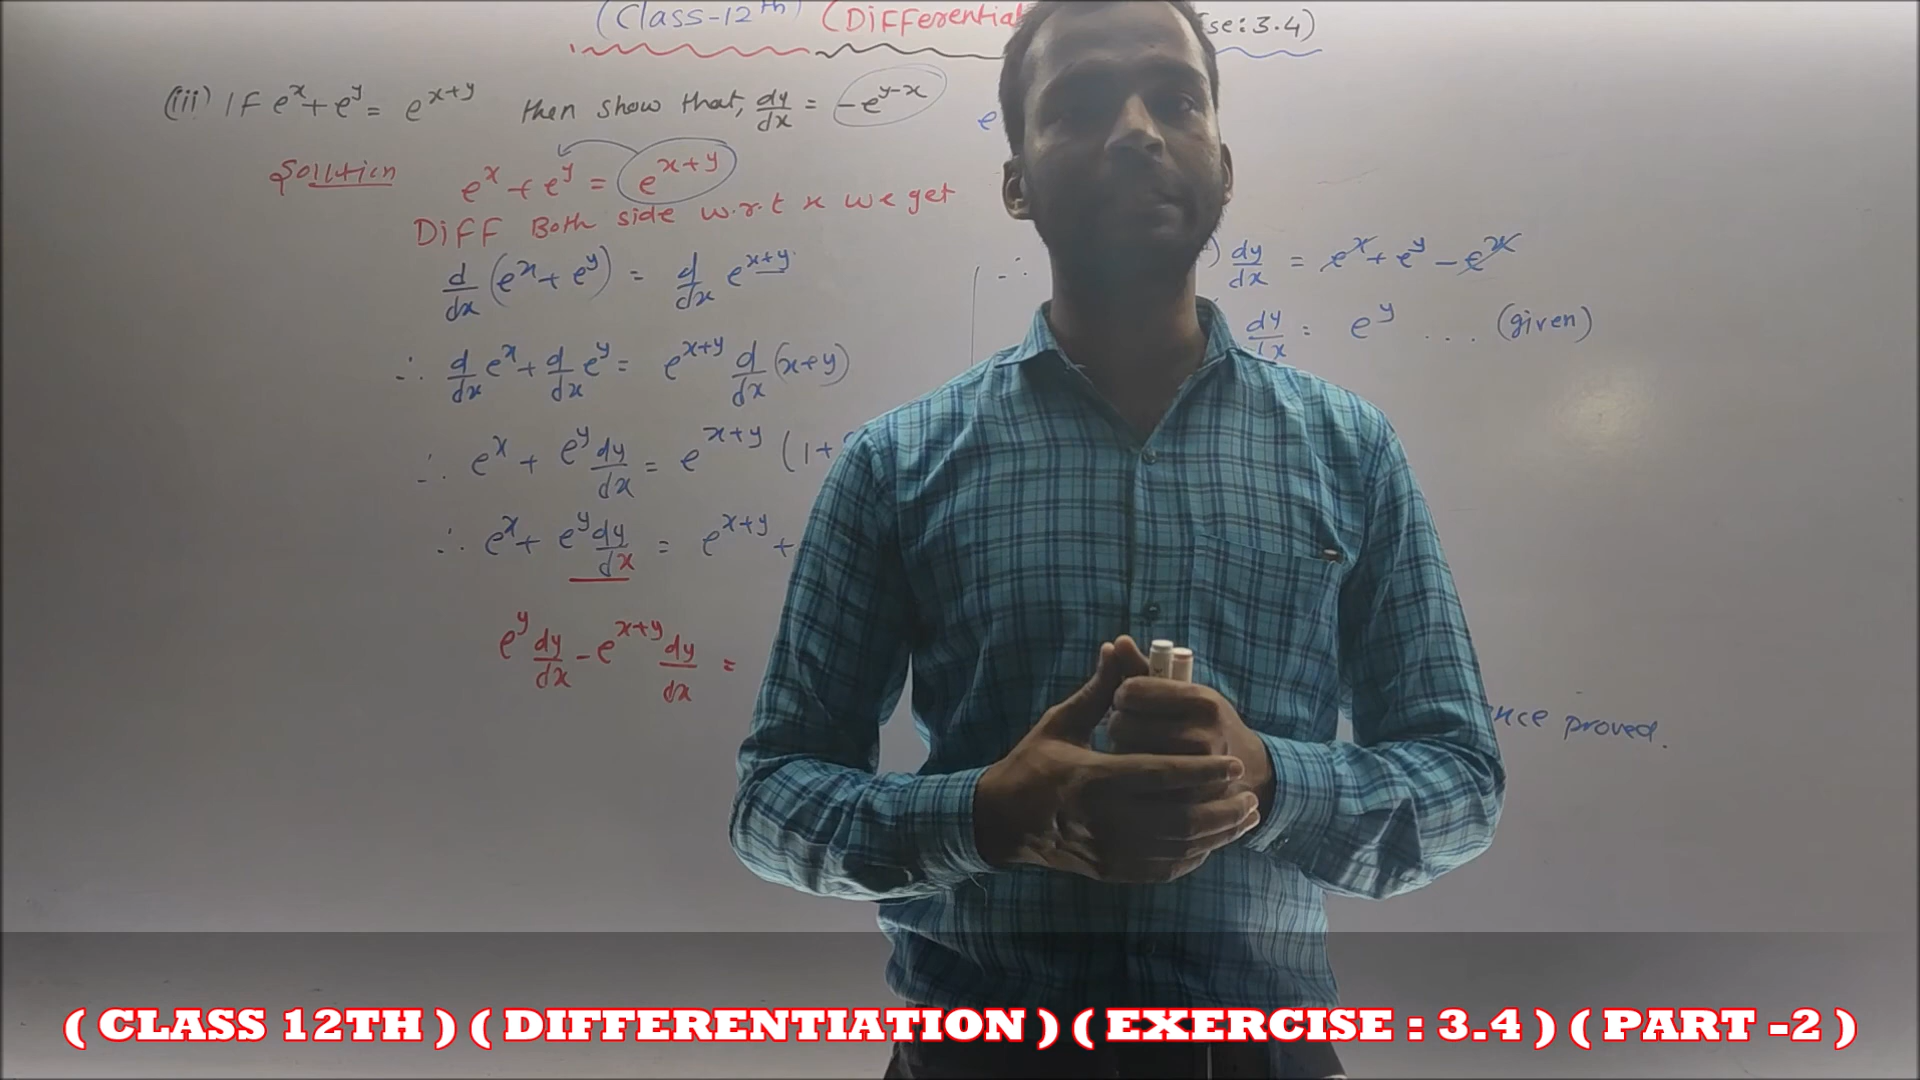 (Class-12th) (Differential se: 3.4)
(iii) If e^x + e^y = e^{x+y} then show that, dy/dx = -e^{y-x}
Solution e^x + e^y = e^{x+y}
Diff Both side w.r.t x we get
d/dx (e^x + e^y) = d/dx e^{x+y}
∴ d/dx e^x + d/dx e^y = e^{x+y} d/dx (x+y)
∴ e^x + e^y dy/dx = e^{x+y} (1+
∴ e^x + e^y dy/dx = e^{x+y} +
e^y dy/dx - e^{x+y} dy/dx =
e
∴ ) dy/dx = e^x + e^y - e^x
dy/dx = e^y ... (given)
nce proved.
( CLASS 12TH ) ( DIFFERENTIATION ) ( EXERCISE : 3.4 ) ( PART -2 )